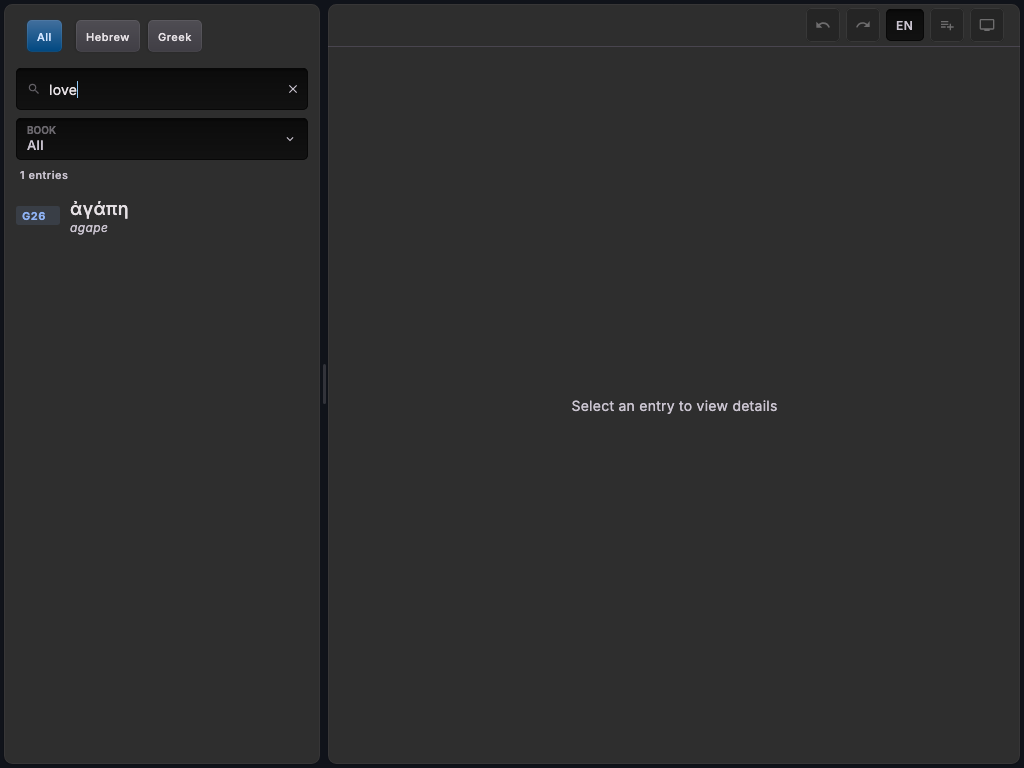 All
Hebrew
Greek
EN
love
BOOK
All
1 entries
G26
ἀγάπη
agape
Select an entry to view details